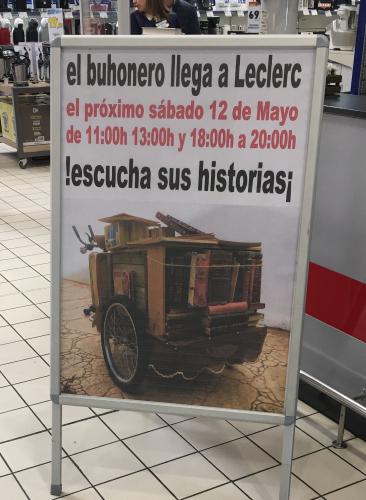 el buhonero llega a Leclerc
el próximo sábado 12 de Mayo
de 11:00h 13:00h y 18:00h a 20:00h
!escucha sus historias¡
69